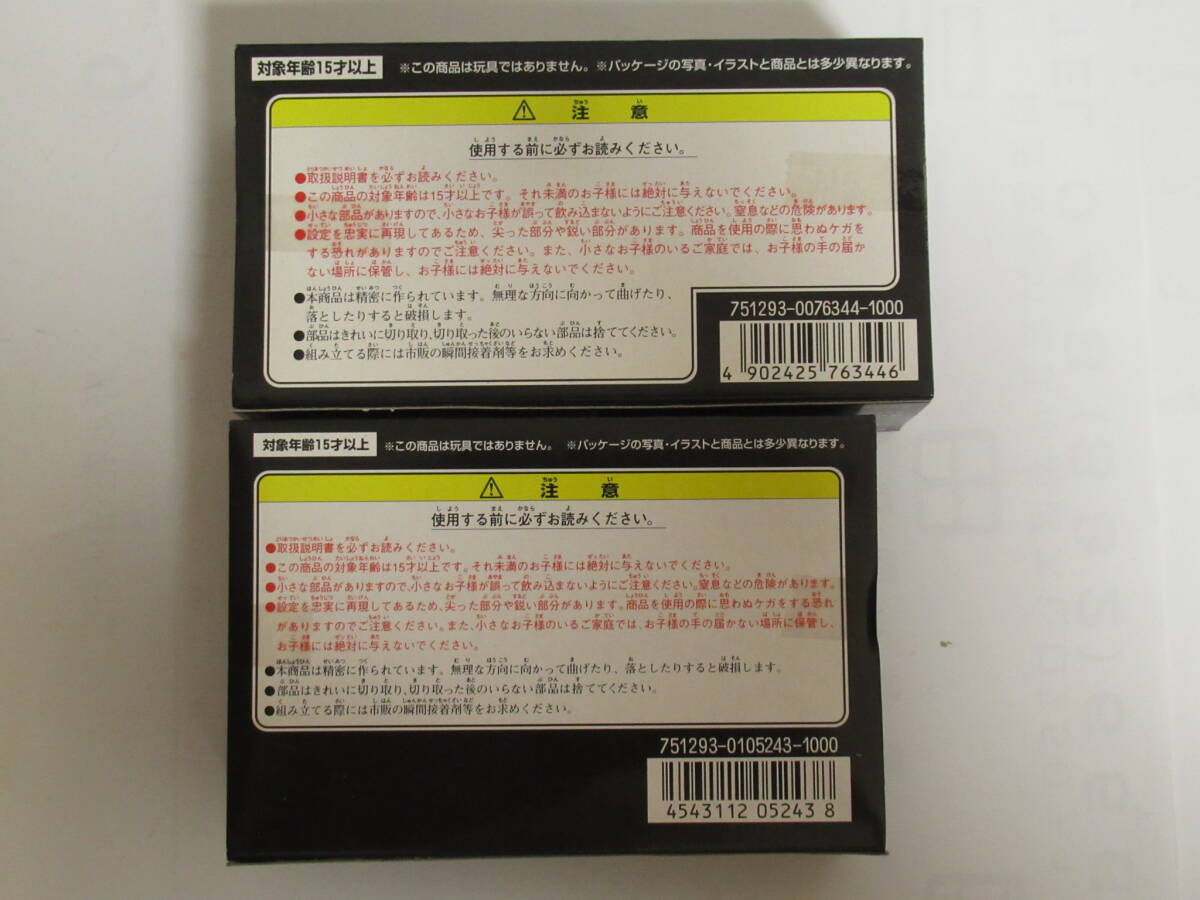 対象年齢15才以上 ※この商品は玩具ではありません。※パッケージの写真・イラストと商品とは多少異なります。
⚠ 注意
使用する前に必ずお読みください。
●取扱説明書を必ずお読みください。
●この商品の対象年齢は15才以上です。それ未満のお子様には絶対に与えないでください。
●小さな部品がありますので、小さなお子様が誤って飲み込まないようにご注意ください。窒息などの危険があります。
●設定を忠実に再現してあるため、尖った部分や鋭い部分があります。商品を使用の際に思わぬケガを
する恐れがありますのでご注意ください。また、小さなお子様のいるご家庭では、お子様の手の届か
ない場所に保管し、お子様には絶対に与えないでください。
●本商品は精密に作られています。無理な方向に向かって曲げたり、
落としたりすると破損します。
●部品はきれいに切り取り、切り取った後のいらない部品は捨ててください。
●組み立てる際には市販の瞬間接着剤等をお求めください。
751293-0076344-1000
4 902425 763446
対象年齢15才以上 ※この商品は玩具ではありません。 ※パッケージの写真・イラストと商品とは多少異なります。
⚠ 注意
使用する前に必ずお読みください。
●取扱説明書を必ずお読みください。
●この商品の対象年齢は15才以上です。それ未満のお子様には絶対に与えないでください。
●小さな部品がありますので、小さなお子様が誤って飲み込まないようにご注意ください。窒息などの危険があります。
●設定を忠実に再現してあるため、尖った部分や鋭い部分があります。商品を使用の際に思わぬケガをする恐れ
がありますのでご注意ください。また、小さなお子様のいるご家庭では、お子様の手の届かない場所に保管し、
お子様には絶対に与えないでください。
●本商品は精密に作られています。無理な方向に向かって曲げたり、落としたりすると破損します。
●部品はきれいに切り取り、切り取った後のいらない部品は捨ててください。
●組み立てる際には市販の瞬間接着剤等をお求めください。
751293-0105243-1000
4543112 05243 8